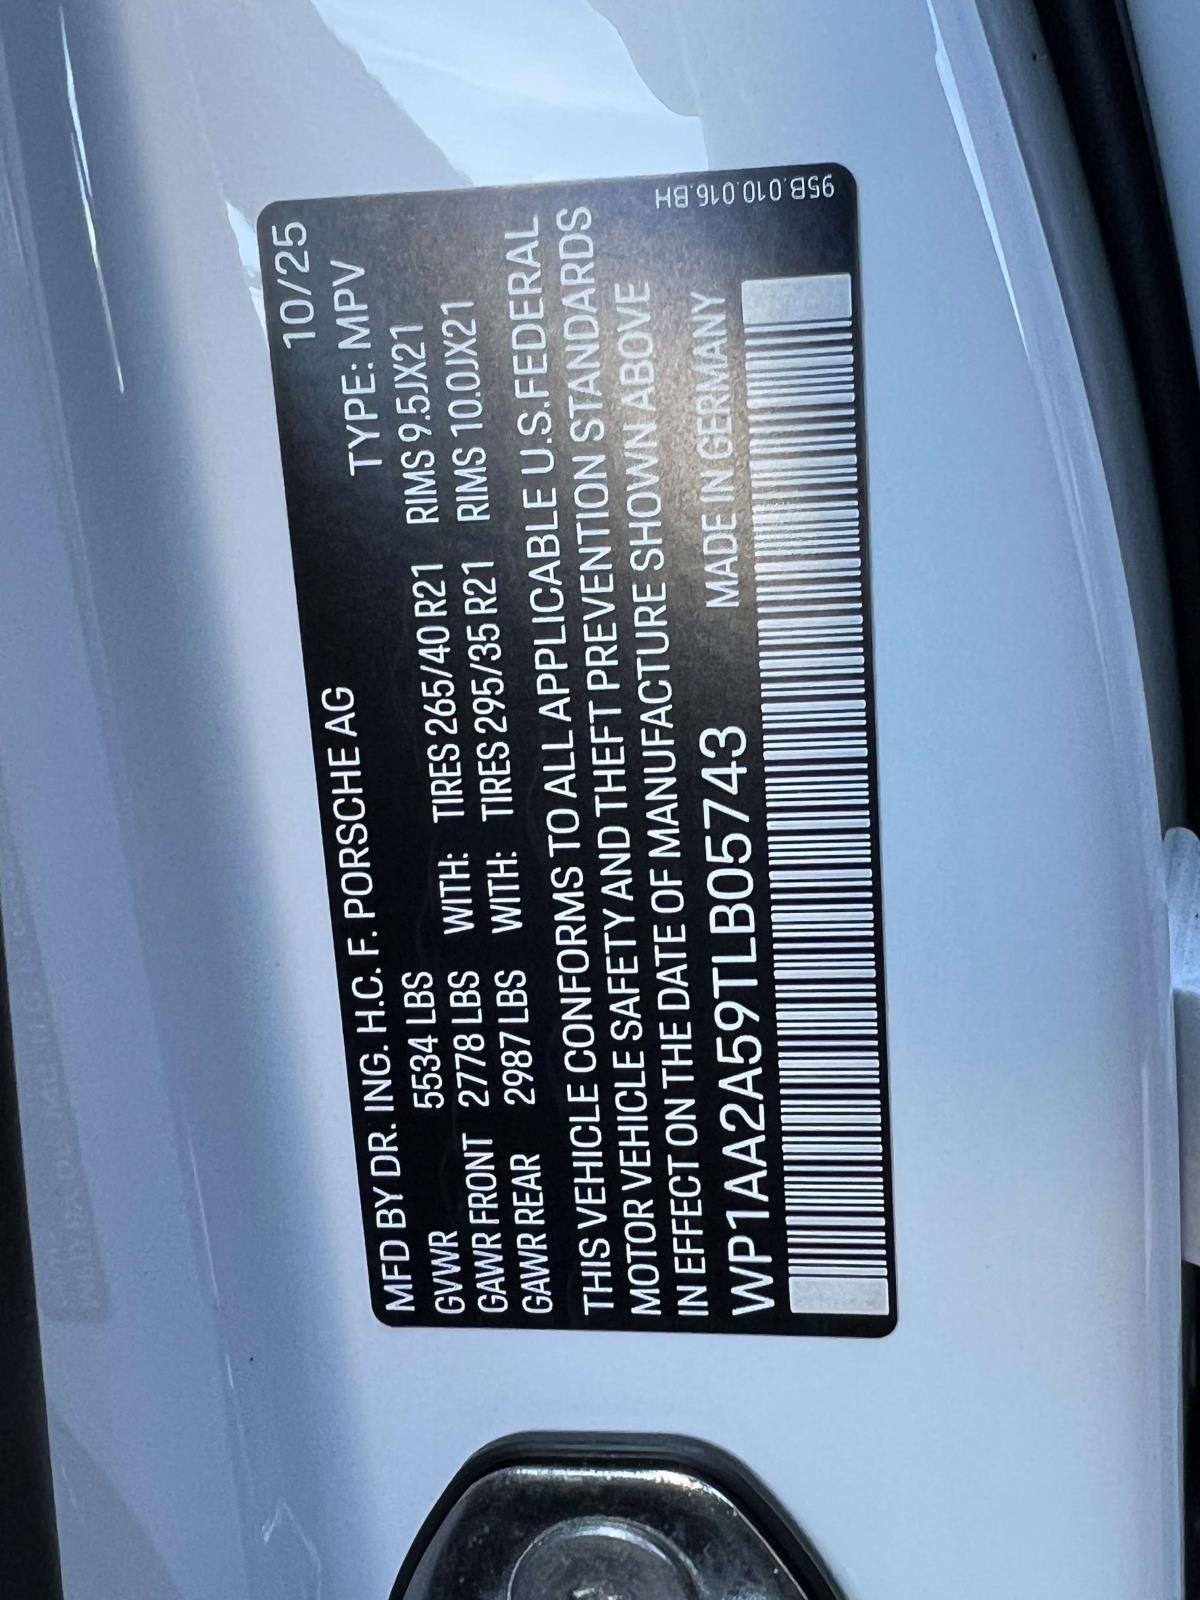 10/25
MFD BY DR. ING. H.C. F. PORSCHE AG TYPE: MPV
GVWR 5534 LBS WITH: TIRES 265/40 R21 RIMS 9.5JX21
GAWR FRONT 2778 LBS WITH: TIRES 295/35 R21 RIMS 10.0JX21
GAWR REAR 2987 LBS
THIS VEHICLE CONFORMS TO ALL APPLICABLE U.S. FEDERAL
MOTOR VEHICLE SAFETY AND THEFT PREVENTION STANDARDS
IN EFFECT ON THE DATE OF MANUFACTURE SHOWN ABOVE
WP1AA2A59TLB05743 MADE IN GERMANY
95B.010.016.BH